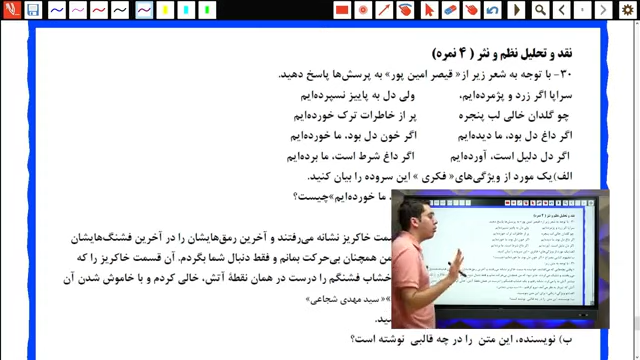 نقد و تحلیل نظم و نثر ( ۴ نمره)
۳۰- با توجه به شعر زیر از« قیصر امین پور» به پرسش‌ها پاسخ دهید.
سراپا اگر زرد و پژمرده‌ایم، ولی دل به پاییز نسپرده‌ایم
چو گلدان خالی لب پنجره پر از خاطرات ترک خورده‌ایم
اگر داغ دل بود، ما دیده‌ایم اگر خون دل بود، ما خورده‌ایم
اگر دل دلیل است، آورده‌ایم اگر داغ شرط است، ما برده‌ایم
الف)یک مورد از ویژگی‌های« فکری » این سروده را بیان کنید.
ما خورده‌ایم»چیست؟
قسمت خاکریز نشانه می‌رفتند و آخرین رمق‌هایشان را در آخرین فشنگ‌هایشان
من همچنان بی‌حرکت بمانم و فقط دنبال شما بگردم. آن قسمت خاکریز را که
خشاب فشنگم را درست در همان نقطهٔ آتش، خالی کردم و با خاموش شدن آن
« سید مهدی شجاعی»
ب) نویسنده، این متن را در چه قالبی نوشته است؟